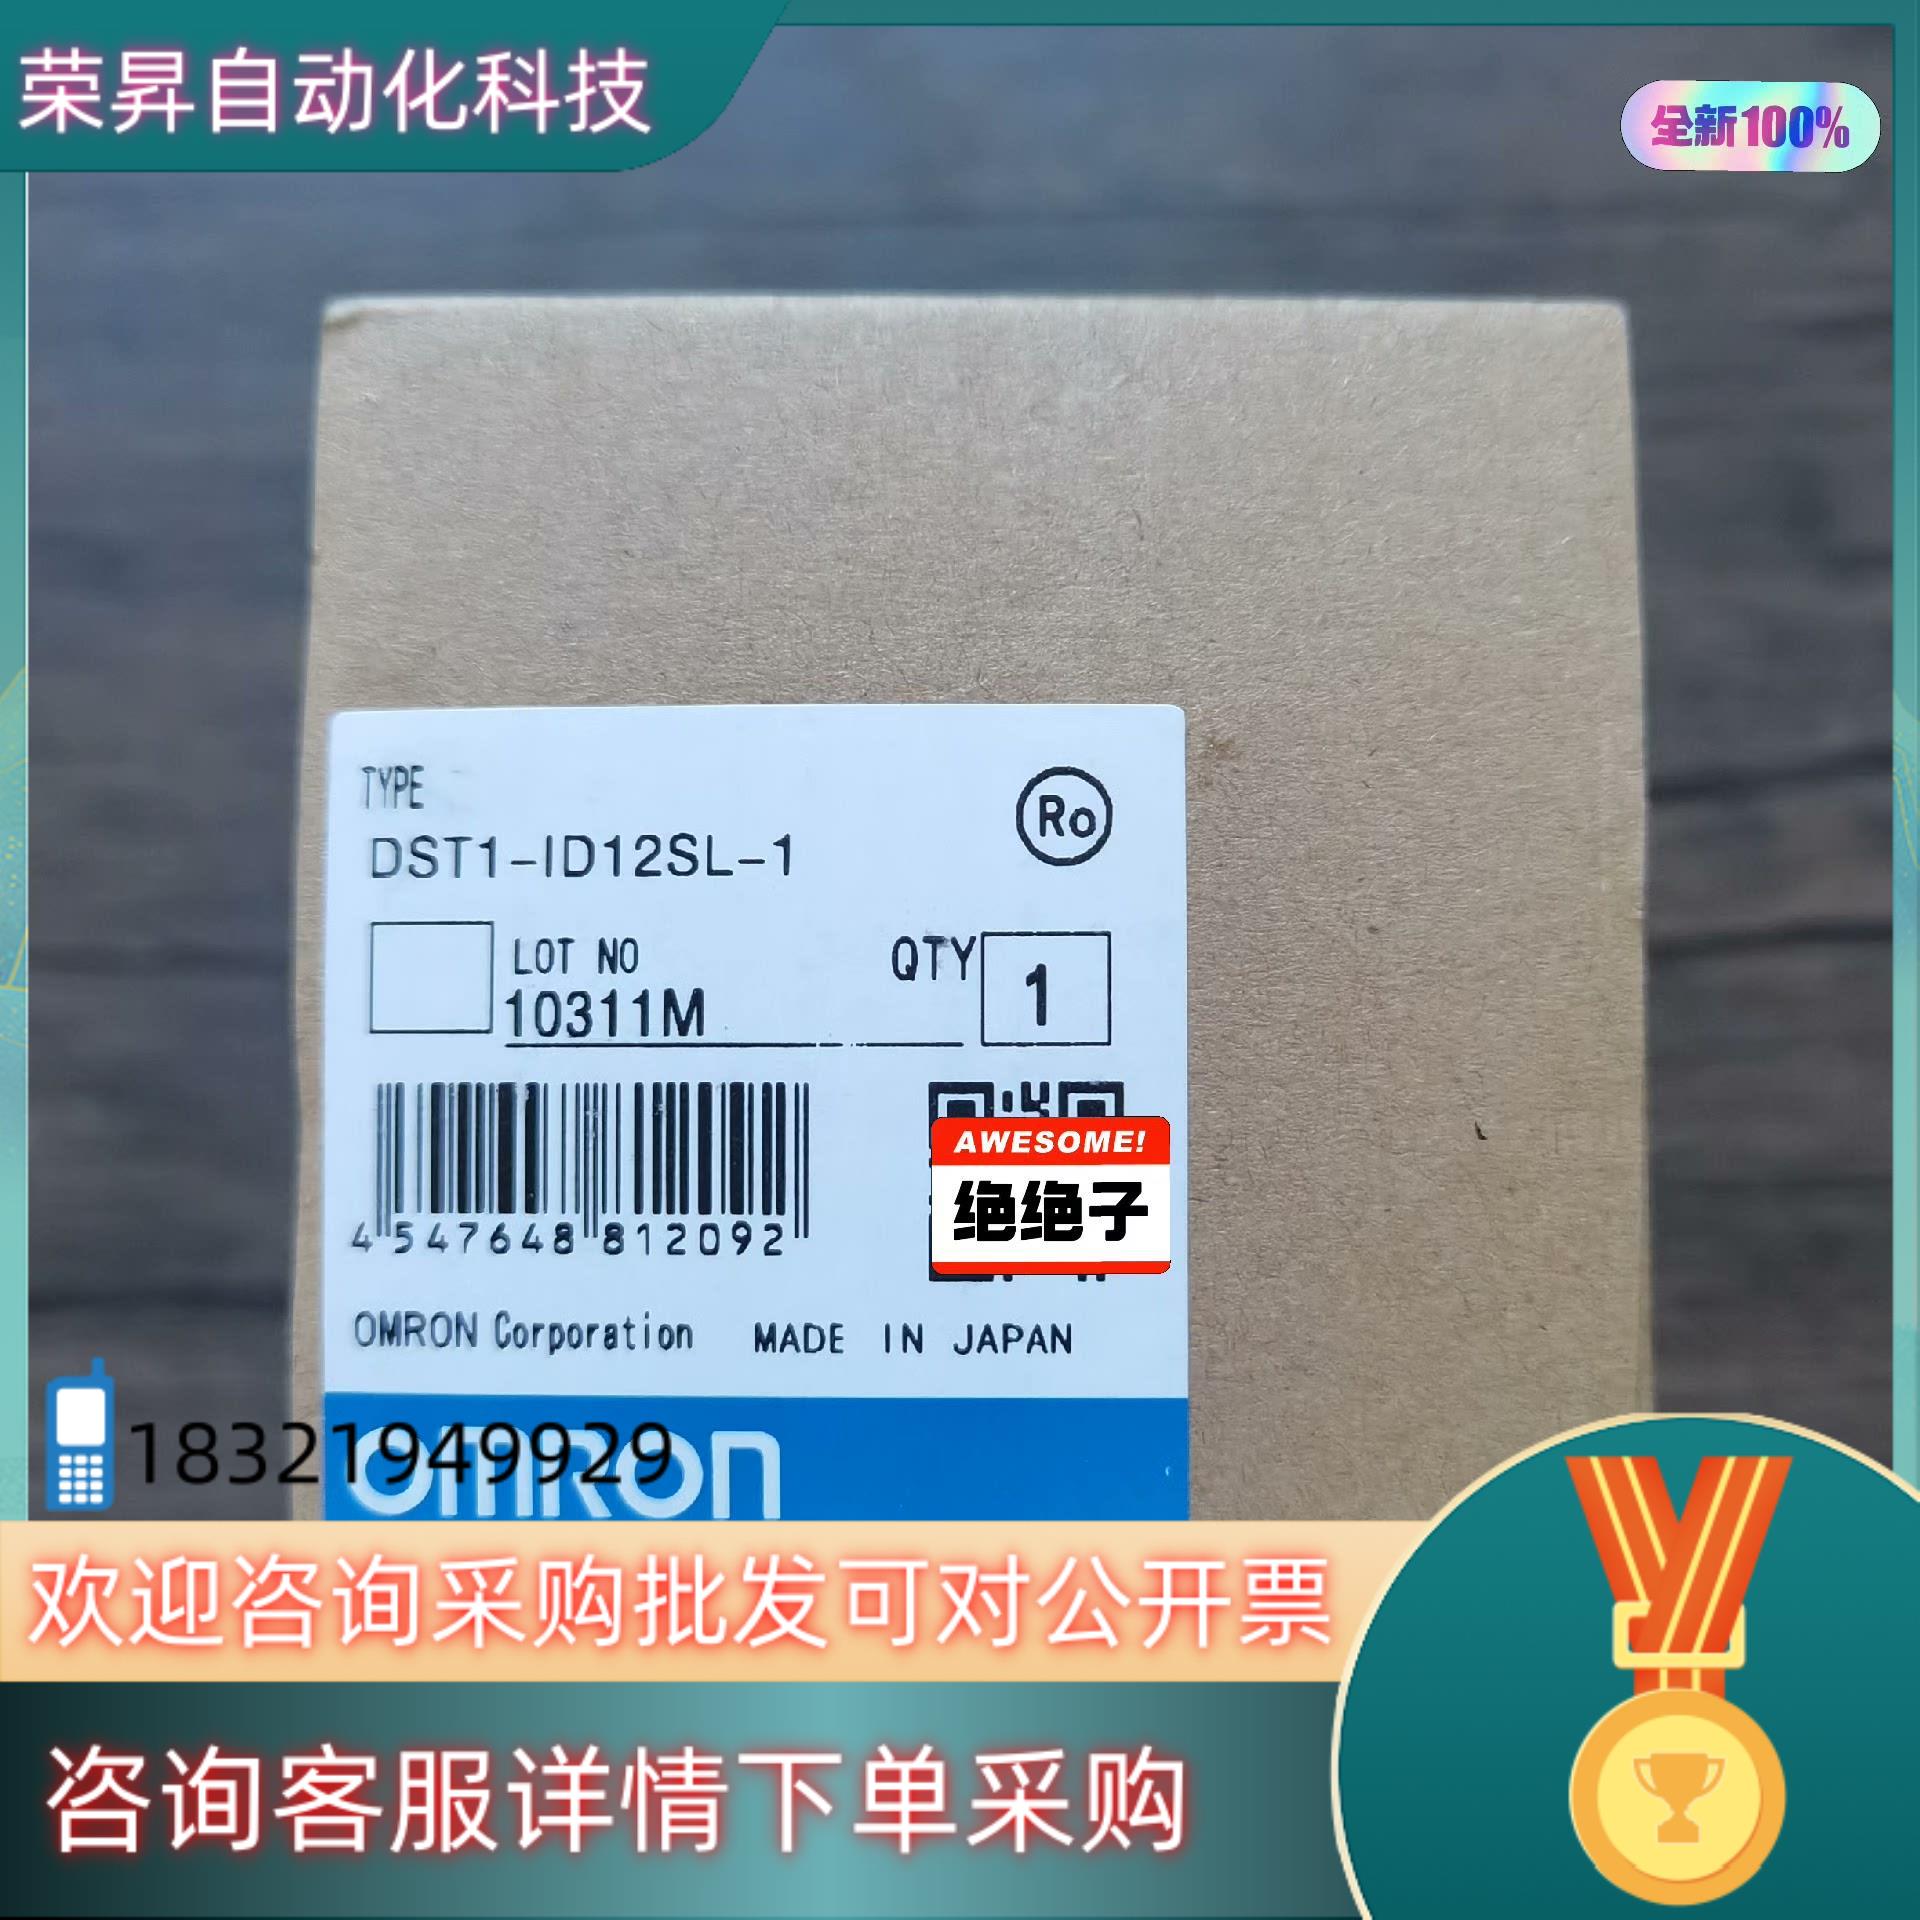 荣昇自动化科技
全新100%
TYPE
Ro
DST1-ID12SL-1
LOT NO
10311M
QTY
1
4 547648 812092
AWESOME!
绝绝子
OMRON Corporation MADE IN JAPAN
18321949929
OMRON
欢迎咨询采购批发可对公开票
咨询客服详情下单采购